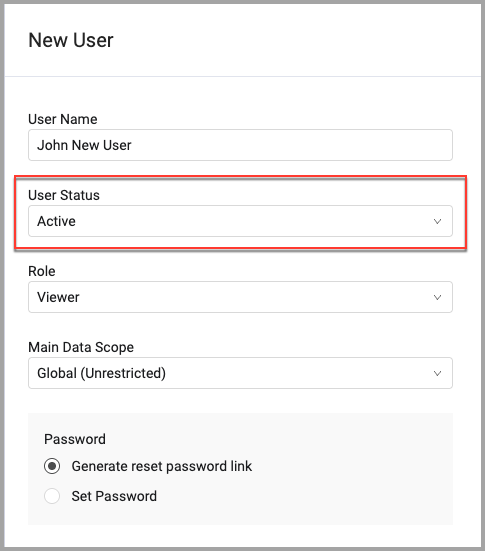 New User
User Name
John New User
User Status
Active
Role
Viewer
Main Data Scope
Global (Unrestricted)
Password
Generate reset password link
Set Password